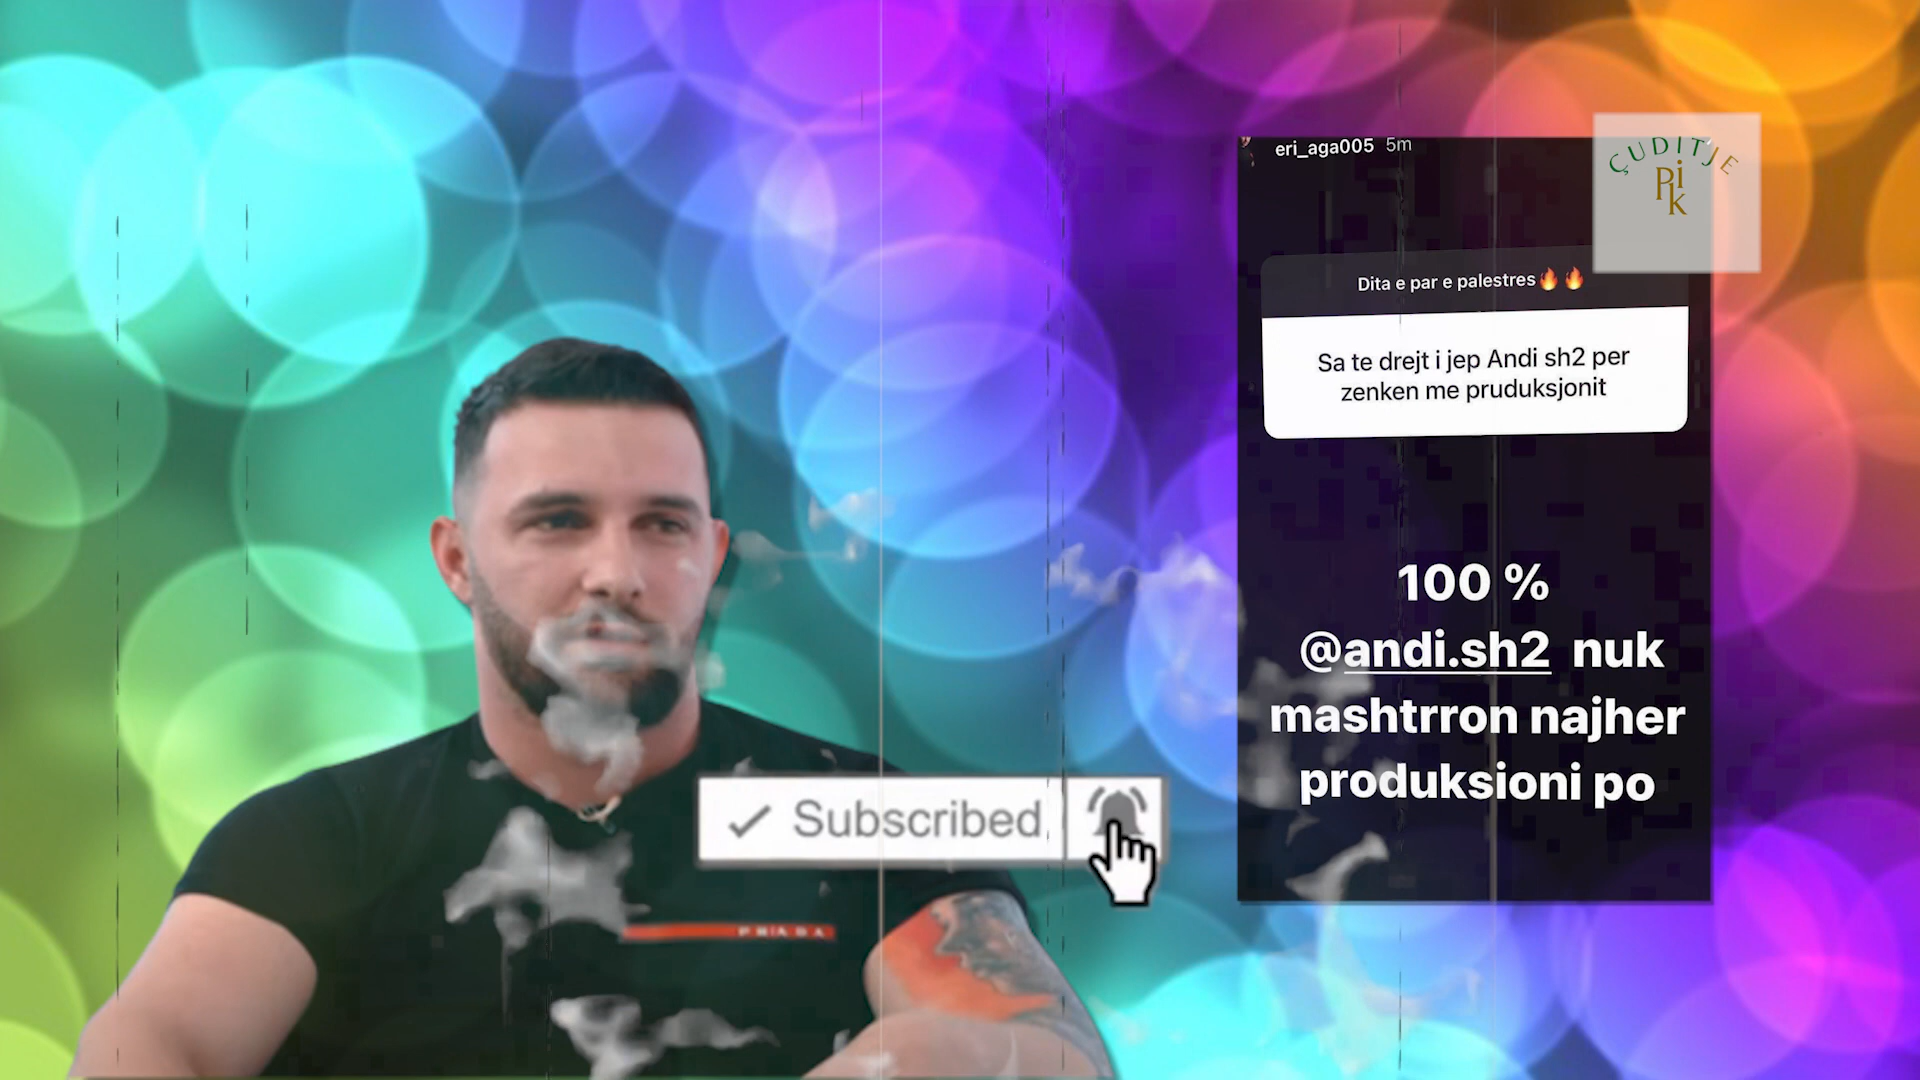 eri_aga005 5m
ÇUDITJE
PiK
Dita e par e palestres🔥🔥
Sa te drejt i jep Andi sh2 per
zenken me pruduksjonit
100 %
@andi.sh2 nuk
mashtrron najher
produksioni po
Subscribed
PRADA